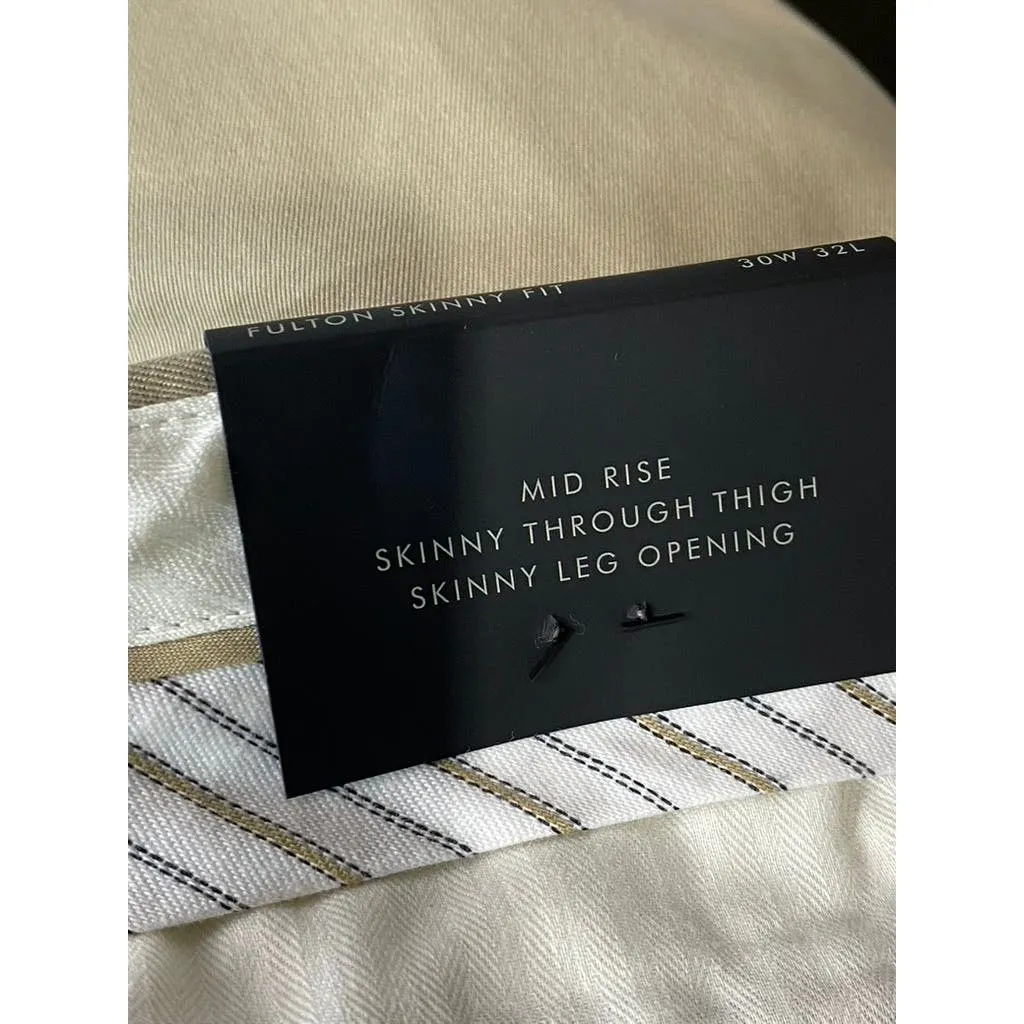 FULTON SKINNY FIT 30W 32L
MID RISE
SKINNY THROUGH THIGH
SKINNY LEG OPENING